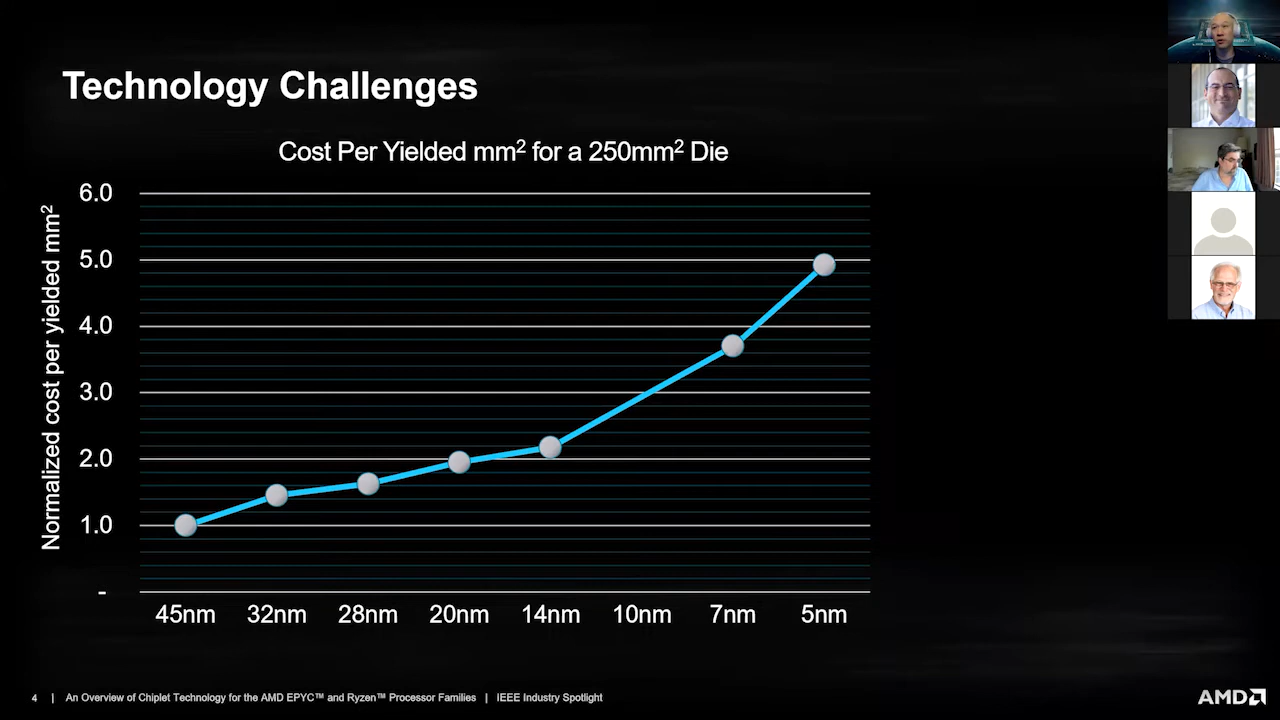 Technology Challenges
Cost Per Yielded mm² for a 250mm² Die
Normalized cost per yielded mm²
6.0
5.0
4.0
3.0
2.0
1.0
-
45nm 32nm 28nm 20nm 14nm 10nm 7nm 5nm
4 | An Overview of Chiplet Technology for the AMD EPYC™ and Ryzen™ Processor Families | IEEE Industry Spotlight
AMD